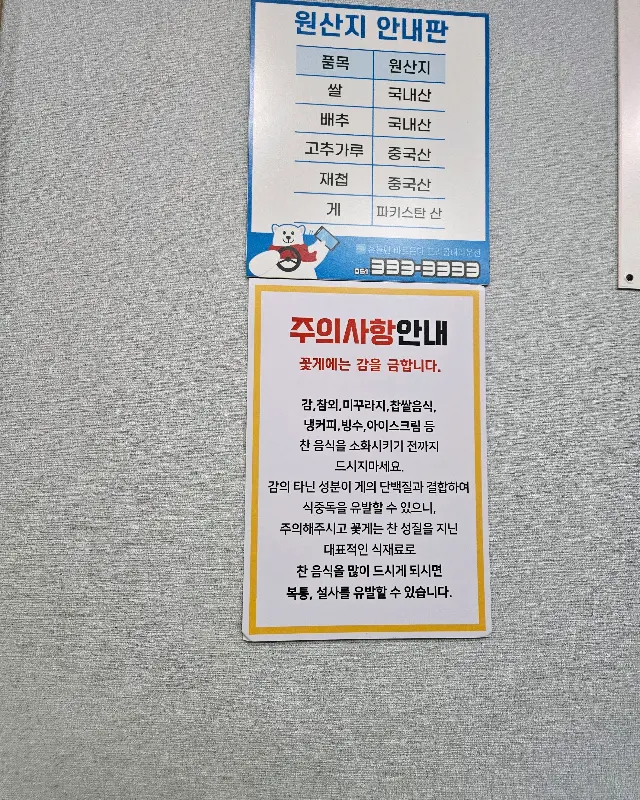 원산지 안내판
품목 원산지
쌀 국내산
배추 국내산
고추가루 중국산
재첩 중국산
게 파키스탄 산
051 333-3333
주의사항안내
꽃게에는 감을 금합니다.
감,참외,미꾸라지,찹쌀음식,
냉커피,빙수,아이스크림 등
찬 음식을 소화시키기 전까지
드시지마세요.
감의 타닌 성분이 게의 단백질과 결합하여
식중독을 유발할 수 있으니,
주의해주시고 꽃게는 찬 성질을 지닌
대표적인 식재료로
찬 음식을 많이 드시게 되시면
복통, 설사를 유발할 수 있습니다.